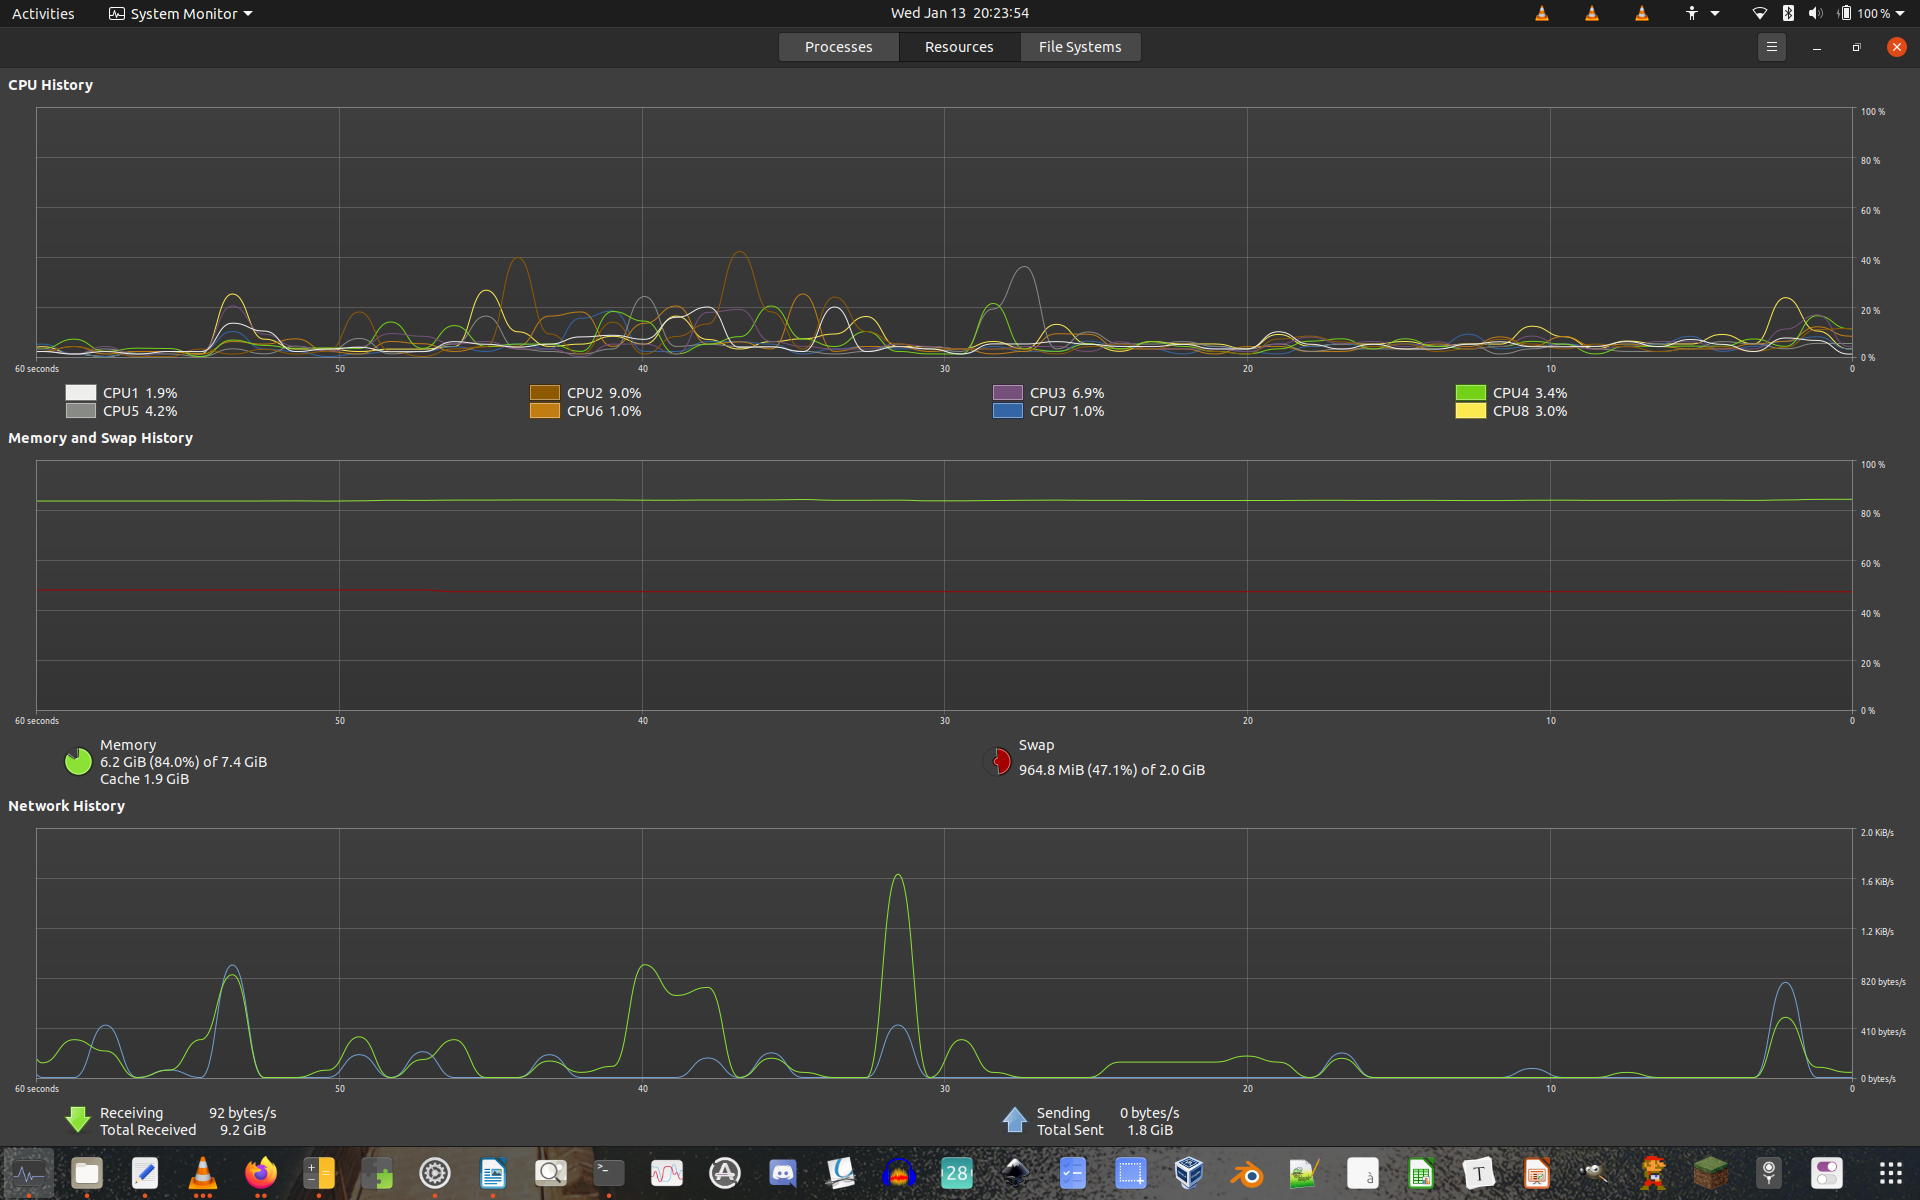 Activities System Monitor Wed Jan 13 20:23:54 100 %
Processes Resources File Systems
CPU History
100 %
80 %
60 %
40 %
20 %
0 %
60 seconds 50 40 30 20 10 0
CPU1 1.9% CPU2 9.0% CPU3 6.9% CPU4 3.4%
CPU5 4.2% CPU6 1.0% CPU7 1.0% CPU8 3.0%
Memory and Swap History
100 %
80 %
60 %
40 %
20 %
0 %
60 seconds 50 40 30 20 10 0
Memory
6.2 GiB (84.0%) of 7.4 GiB
Cache 1.9 GiB
Swap
964.8 MiB (47.1%) of 2.0 GiB
Network History
2.0 KiB/s
1.6 KiB/s
1.2 KiB/s
820 bytes/s
410 bytes/s
0 bytes/s
60 seconds 50 40 30 20 10 0
Receiving 92 bytes/s
Total Received 9.2 GiB
Sending 0 bytes/s
Total Sent 1.8 GiB
28 à T